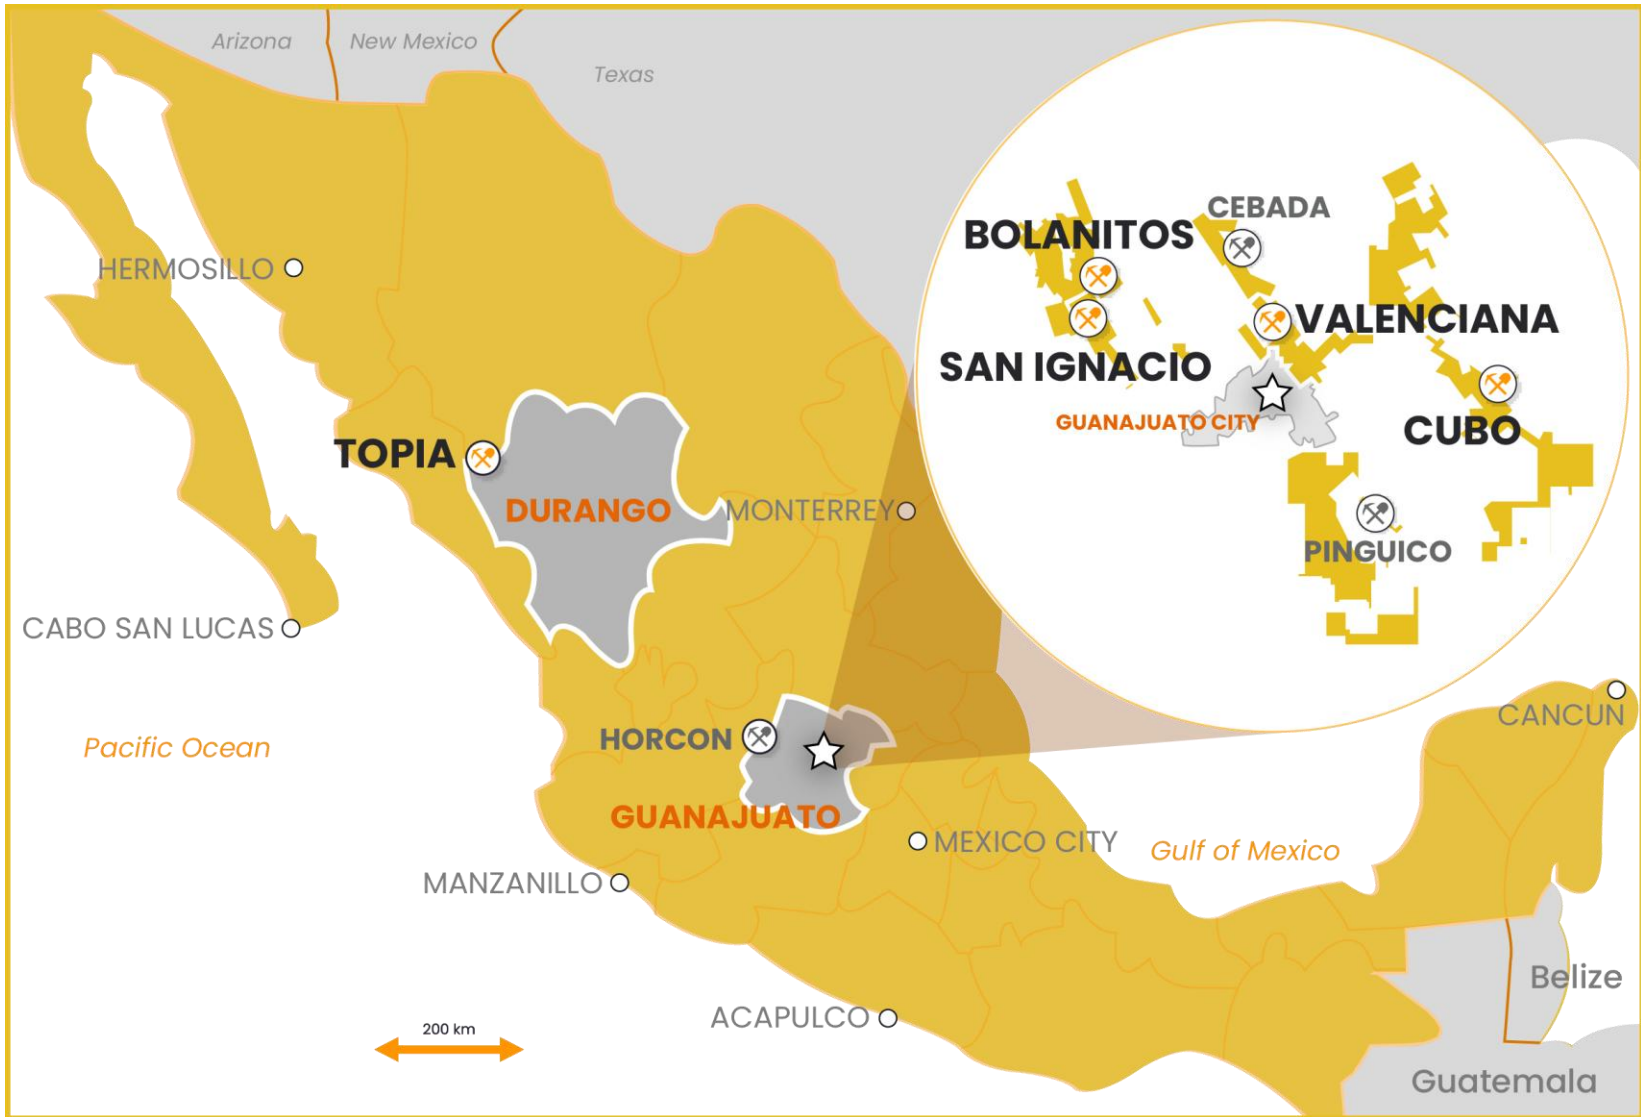 Arizona
New Mexico
Texas
CEBADA
BOLANITOS
HERMOSILLO
VALENCIANA
SAN IGNACIO
GUANAJUATO CITY
CUBO
TOPIA
DURANGO
MONTERREY
PINGUICO
CABO SAN LUCAS
CANCUN
HORCON
Pacific Ocean
GUANAJUATO
MEXICO CITY
Gulf of Mexico
MANZANILLO
Belize
ACAPULCO
200 km
Guatemala